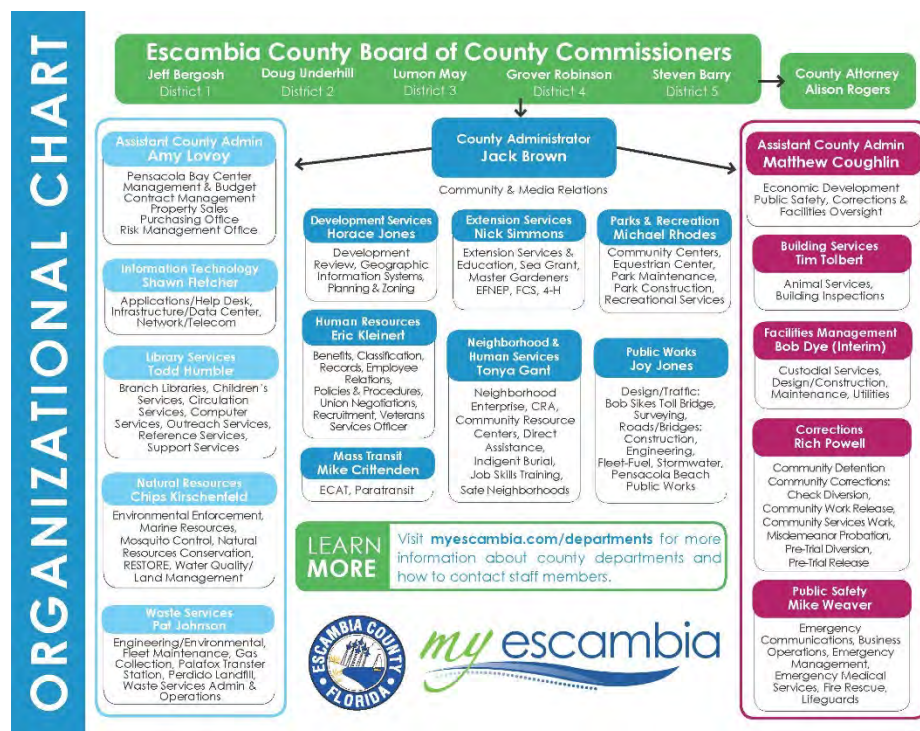 ORGANIZATIONAL CHART
Escambia County Board of County Commissioners
Jeff Bergosh
District 1
Doug Underhill
District 2
Lumon May
District 3
Grover Robinson
District 4
Steven Barry
District 5
County Attorney
Alison Rogers
Assistant County Admin
Amy Lovoy
Pensacola Bay Center
Management & Budget
Contract Management
Property Sales
Purchasing Office
Risk Management Office
Information Technology
Shawn Fletcher
Applications/Help Desk,
Infrastructure/Data Center,
Network/Telecom
Library Services
Todd Humble
Branch Libraries, Children's
Services, Circulation
Services, Computer
Services, Outreach Services,
Reference Services,
Support Services
Natural Resources
Chips Kirschenfeld
Environmental Enforcement,
Marine Resources,
Mosquito Control, Natural
Resources Conservation,
RESTORE, Water Quality/
Land Management
Waste Services
Pat Johnson
Engineering/Environmental,
Fleet Maintenance, Gas
Collection, Palafox Transfer
Station, Perdido Landfill,
Waste Services Admin &
Operations
County Administrator
Jack Brown
Community & Media Relations
Development Services
Horace Jones
Development
Review, Geographic
Information Systems,
Planning & Zoning
Extension Services
Nick Simmons
Extension Services &
Education, Sea Grant,
Master Gardeners
EFNEP, FCS, 4-H
Parks & Recreation
Michael Rhodes
Community Centers,
Equestrian Center,
Park Maintenance,
Park Construction,
Recreational Services
Human Resources
Eric Kleinert
Benefits, Classification,
Records, Employee
Relations,
Policies & Procedures,
Union Negotiations,
Recruitment, Veterans
Services Officer
Neighborhood &
Human Services
Tonya Gant
Neighborhood
Enterprise, CRA,
Community Resource
Centers, Direct
Assistance,
Indigent Burial,
Job Skills Training,
Safe Neighborhoods
Public Works
Joy Jones
Design/Traffic:
Bob Sikes Toll Bridge,
Surveying,
Roads/Bridges:
Construction,
Engineering,
Fleet-Fuel, Stormwater,
Pensacola Beach
Public Works
Mass Transit
Mike Crittenden
ECAT, Paratransit
Assistant County Admin
Matthew Coughlin
Economic Development
Public Safety, Corrections &
Facilities Oversight
Building Services
Tim Tolbert
Animal Services,
Building Inspections
Facilities Management
Bob Dye (Interim)
Custodial Services,
Design/Construction,
Maintenance, Utilities
Corrections
Rich Powell
Community Detention
Community Corrections:
Check Diversion,
Community Work Release,
Community Services Work,
Misdemeanor Probation,
Pre-Trial Diversion,
Pre-Trial Release
Public Safety
Mike Weaver
Emergency
Communications, Business
Operations, Emergency
Management,
Emergency Medical
Services, Fire Rescue,
Lifeguards
LEARN
MORE
Visit myescambia.com/departments for more
information about county departments and
how to contact staff members.
ESCAMBIA COUNTY
FLORIDA
my escambia